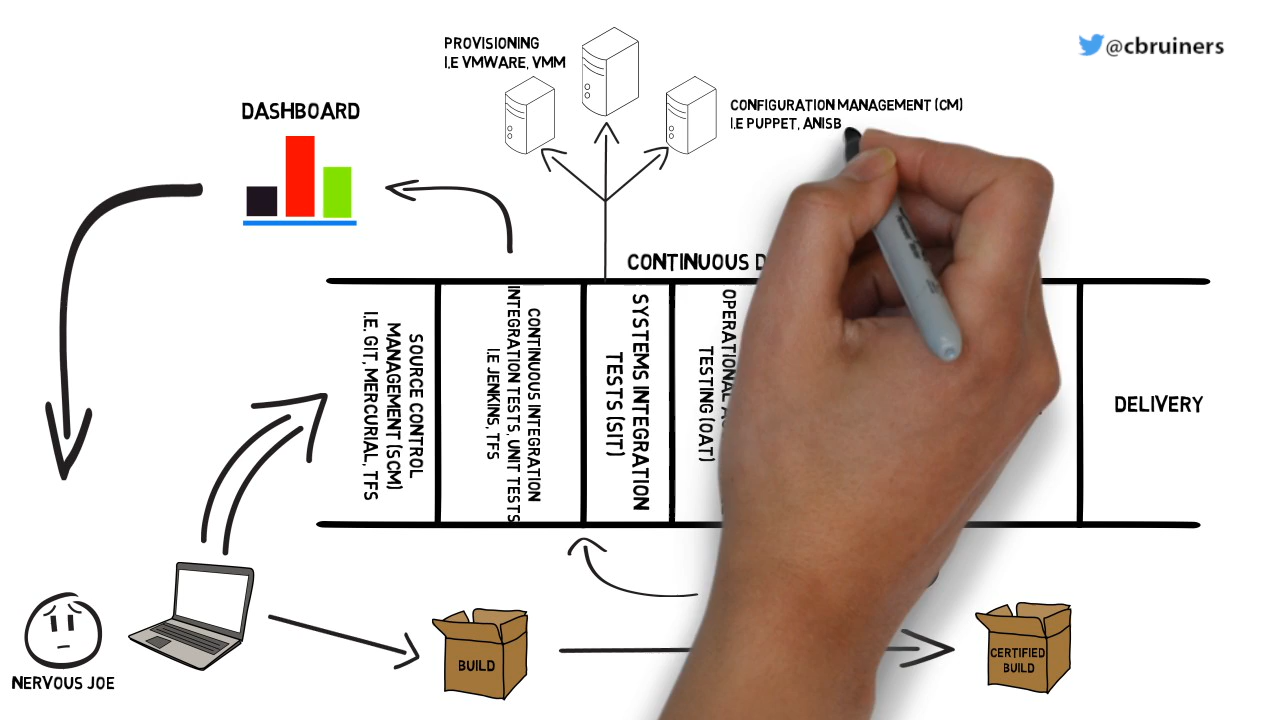 @cbruiners
PROVISIONING
I.E VMWARE, VMM
CONFIGURATION MANAGEMENT (CM)
I.E PUPPET, ANISB
DASHBOARD
CONTINUOUS D
SOURCE CONTROL
MANAGEMENT (SCM)
I.E. GIT, MERCURIAL, TFS
CONTINUOUS INTEGRATION
INTEGRATION TESTS, UNIT TESTS
I.E JENKINS, TFS
SYSTEMS INTEGRATION
TESTS (SIT)
OPERATIONAL
TESTING (OAT)
DELIVERY
NERVOUS JOE
BUILD
CERTIFIED
BUILD